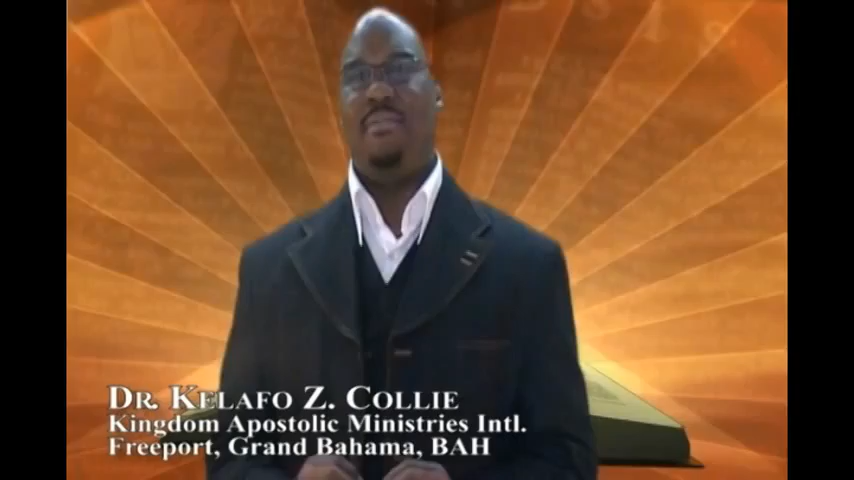 Dr. Kelafo Z. Collie
Kingdom Apostolic Ministries Intl.
Freeport, Grand Bahama, BAH